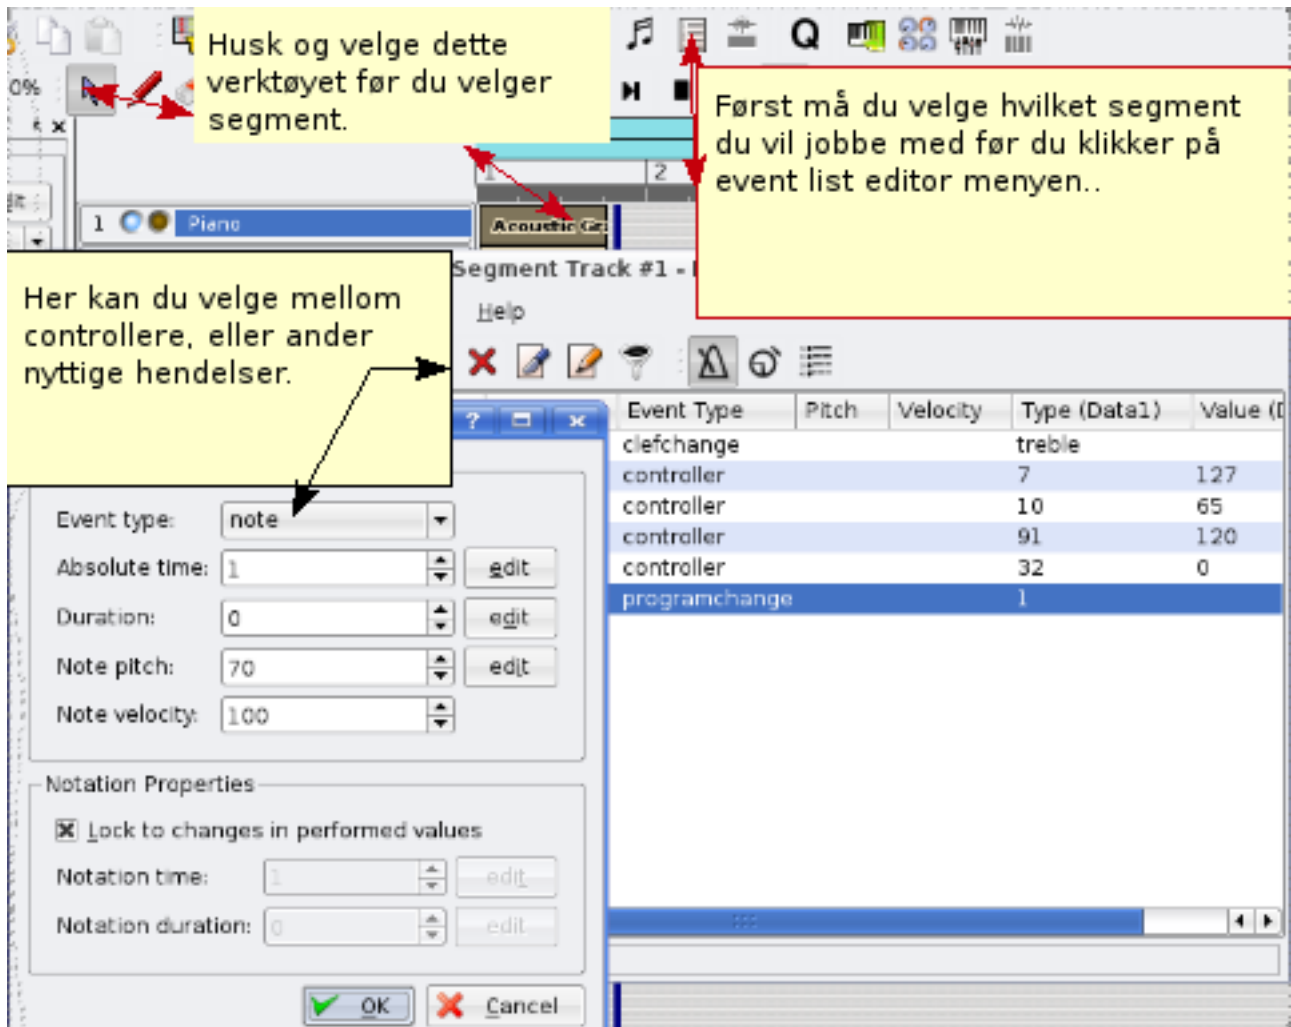 Husk og velge dette
verktøyet før du velger
segment.
Q
0%
Først må du velge hvilket segment
du vil jobbe med før du klikker på
event list editor menyen..
1 2
1 Piano
Acoustic Gr
Segment Track #1 -
Her kan du velge mellom
controllere, eller ander
nyttige hendelser.
Help
Event Type Pitch Velocity Type (Data1) Value (D
clefchange treble
controller 7 127
controller 10 65
controller 91 120
controller 32 0
programchange 1
Event type: note
Absolute time: 1 edit
Duration: 0 edit
Note pitch: 70 edit
Note velocity: 100
Notation Properties
Lock to changes in performed values
Notation time: 1 edit
Notation duration: 0 edit
OK Cancel